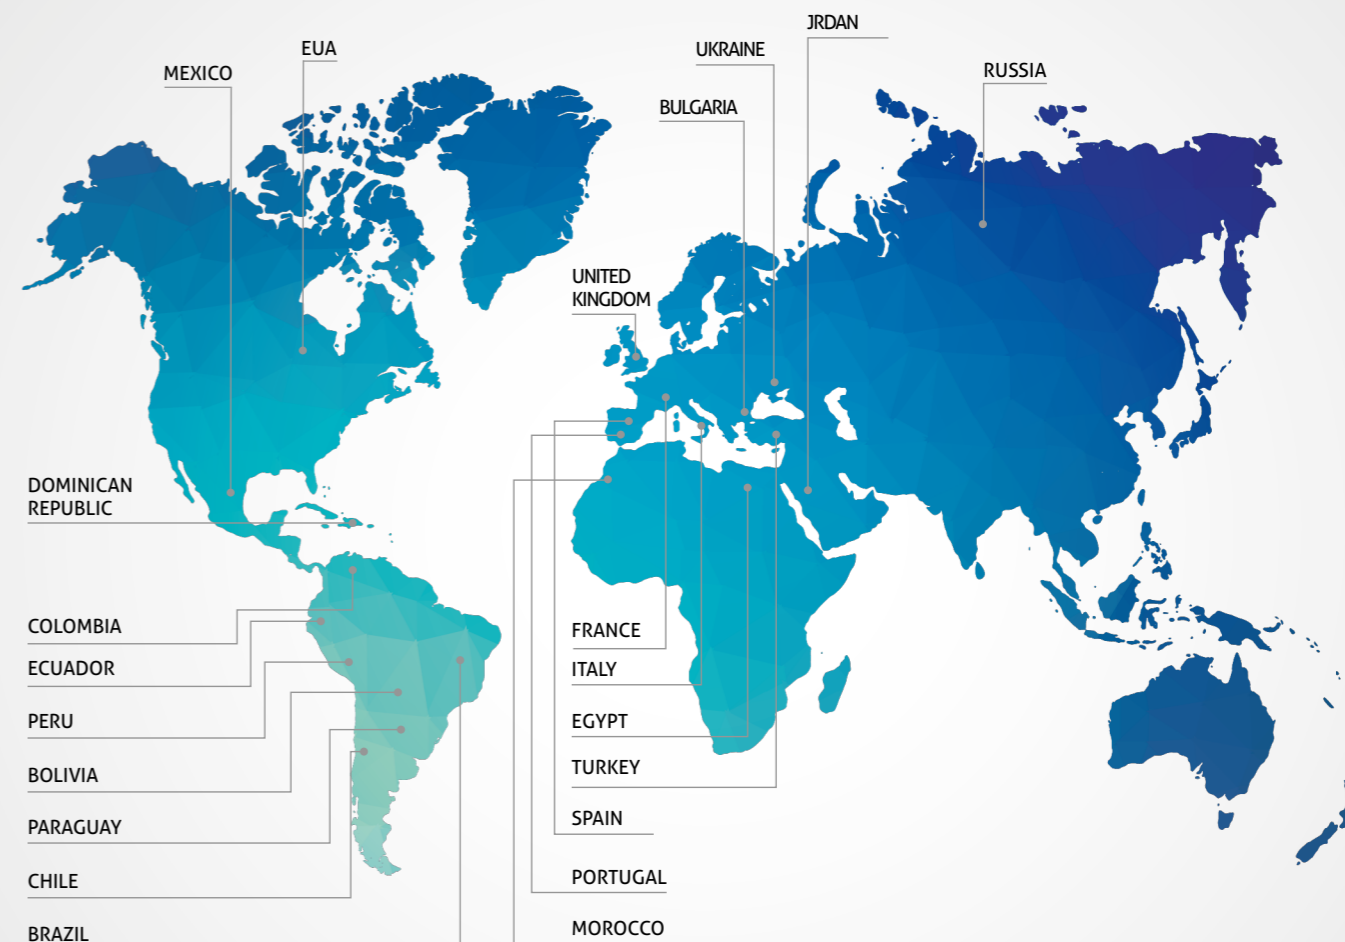 JRDAN
EUA
UKRAINE
MEXICO
RUSSIA
BULGARIA
UNITED
KINGDOM
DOMINICAN
REPUBLIC
COLOMBIA
FRANCE
ECUADOR
ITALY
PERU
EGYPT
BOLIVIA
TURKEY
PARAGUAY
SPAIN
CHILE
PORTUGAL
BRAZIL
MOROCCO